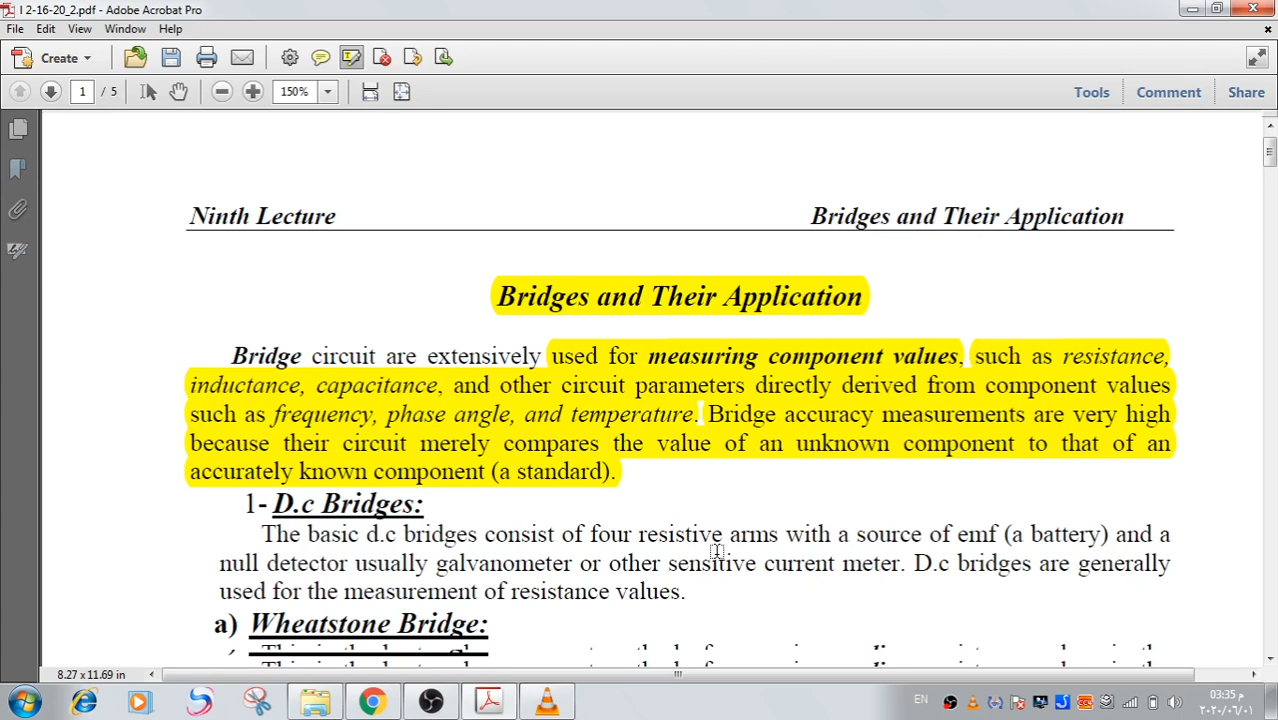 I 2-16-20_2.pdf - Adobe Acrobat Pro
File Edit View Window Help
Create
1 / 5 150% Tools Comment Share
Ninth Lecture Bridges and Their Application
Bridges and Their Application
Bridge circuit are extensively used for measuring component values, such as resistance,
inductance, capacitance, and other circuit parameters directly derived from component values
such as frequency, phase angle, and temperature. Bridge accuracy measurements are very high
because their circuit merely compares the value of an unknown component to that of an
accurately known component (a standard).
1- D.c Bridges:
The basic d.c bridges consist of four resistive arms with a source of emf (a battery) and a
null detector usually galvanometer or other sensitive current meter. D.c bridges are generally
used for the measurement of resistance values.
a) Wheatstone Bridge:
8.27 x 11.69 in
EN 03:35 م
٢٠٢٠/٠٦/٠١